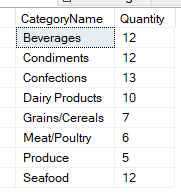 CategoryName Quantity
Beverages 12
Condiments 12
Confections 13
Dairy Products 10
Grains/Cereals 7
Meat/Poultry 6
Produce 5
Seafood 12